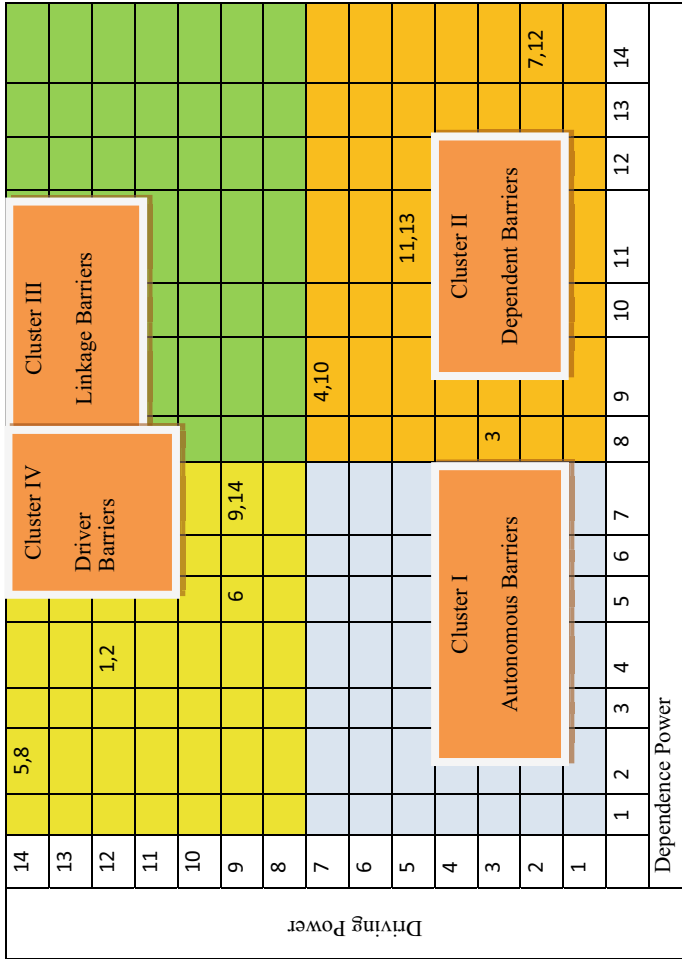 Driving Power
14 5,8
13
12 1,2
11
10
9 6 9,14
8
7 4,10
6
5 11,13
4
3 3
2 7,12
1
1 2 3 4 5 6 7 8 9 10 11 12 13 14
Dependence Power
Cluster IV
Driver
Barriers
Cluster III
Linkage Barriers
Cluster I
Autonomous Barriers
Cluster II
Dependent Barriers